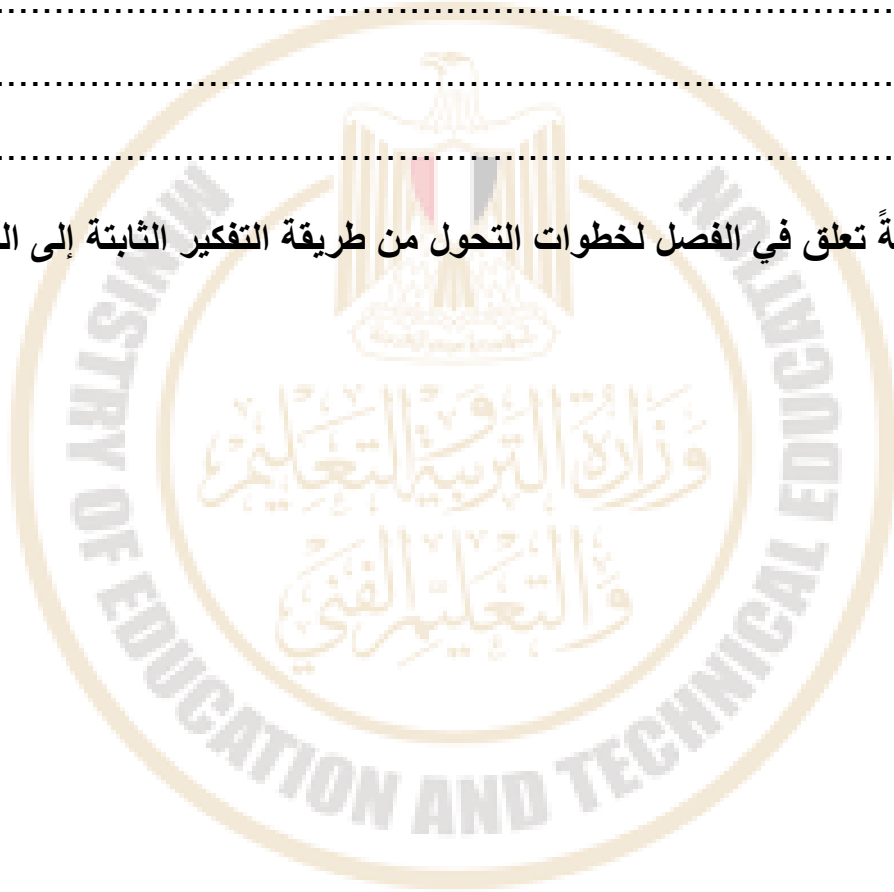 ................................................................
................................................................
................................................................
ةً تعلق في الفصل لخطوات التحول من طريقة التفكير الثابتة إلى ال
وزارة التربية والتعليم
والتعليم الفني
MINISTRY OF EDUCATION AND TECHNICAL EDUCATION